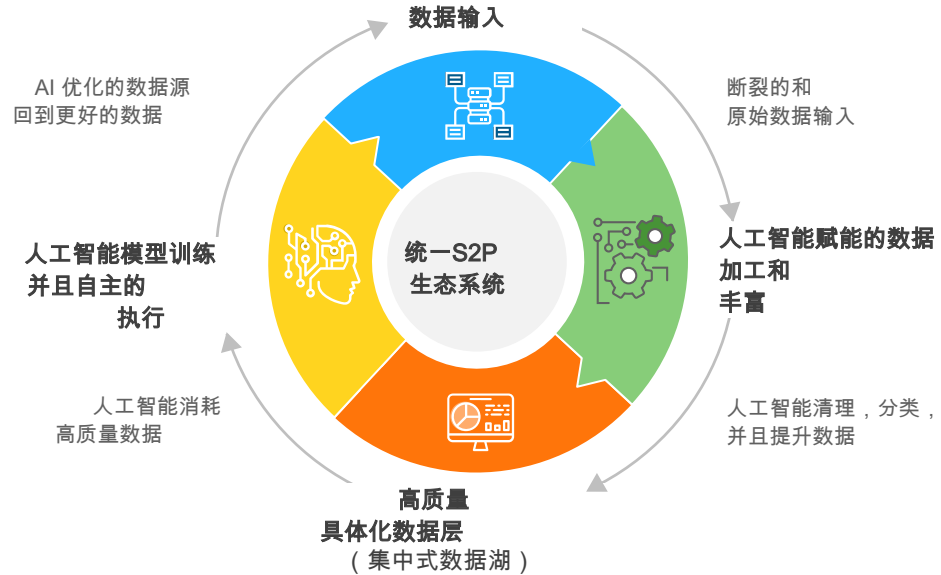 数据输入
断裂的和
原始数据输入
人工智能赋能的数据
加工和
丰富
人工智能清理，分类，
并且提升数据
高质量
具体化数据层
（集中式数据湖）
人工智能消耗
高质量数据
人工智能模型训练
并且自主的
执行
AI 优化的数据源
回到更好的数据
统一S2P
生态系统